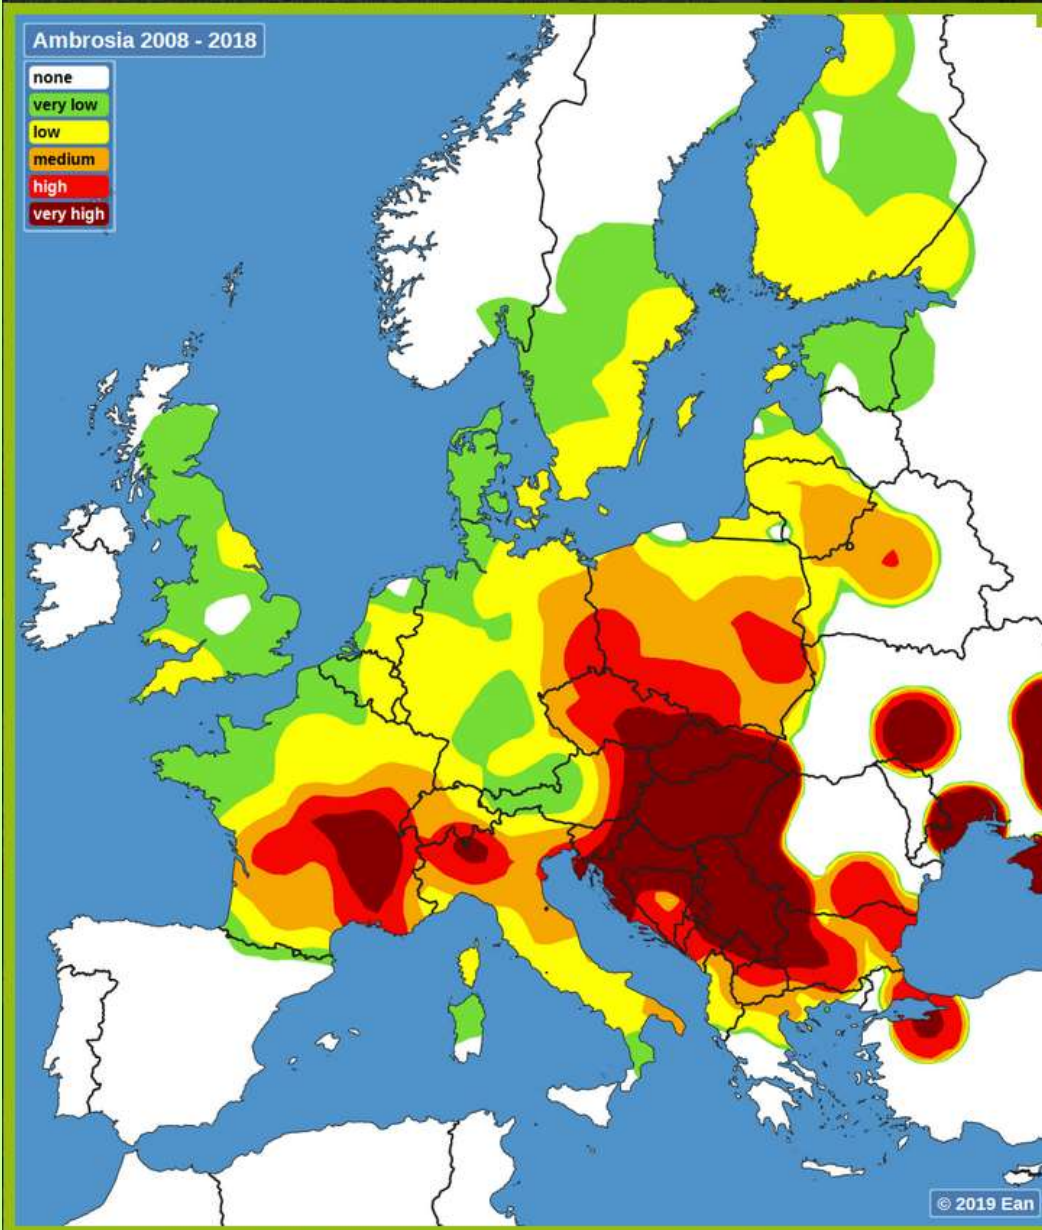 Ambrosia 2008 - 2018
none
very low
low
medium
high
very high
© 2019 Ean